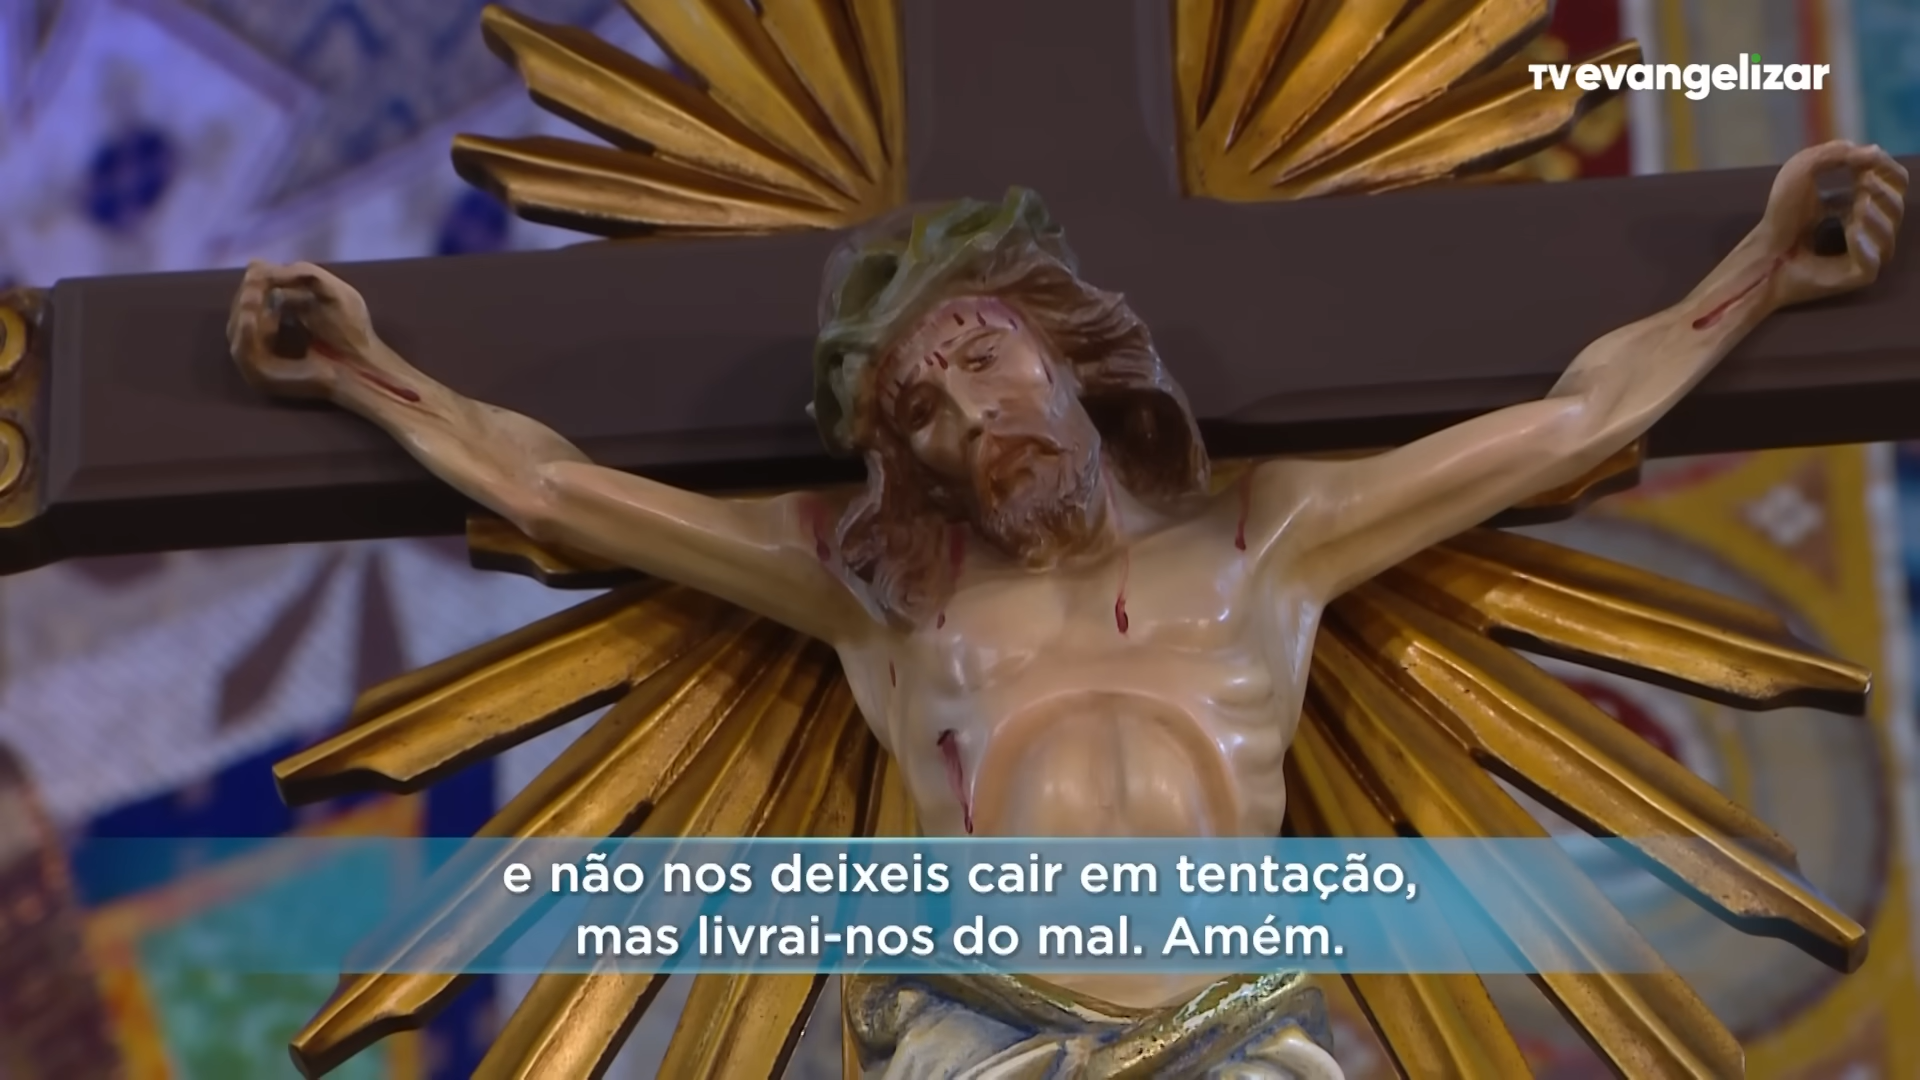 TV evangelizar
e não nos deixeis cair em tentação,
mas livrai-nos do mal. Amém.